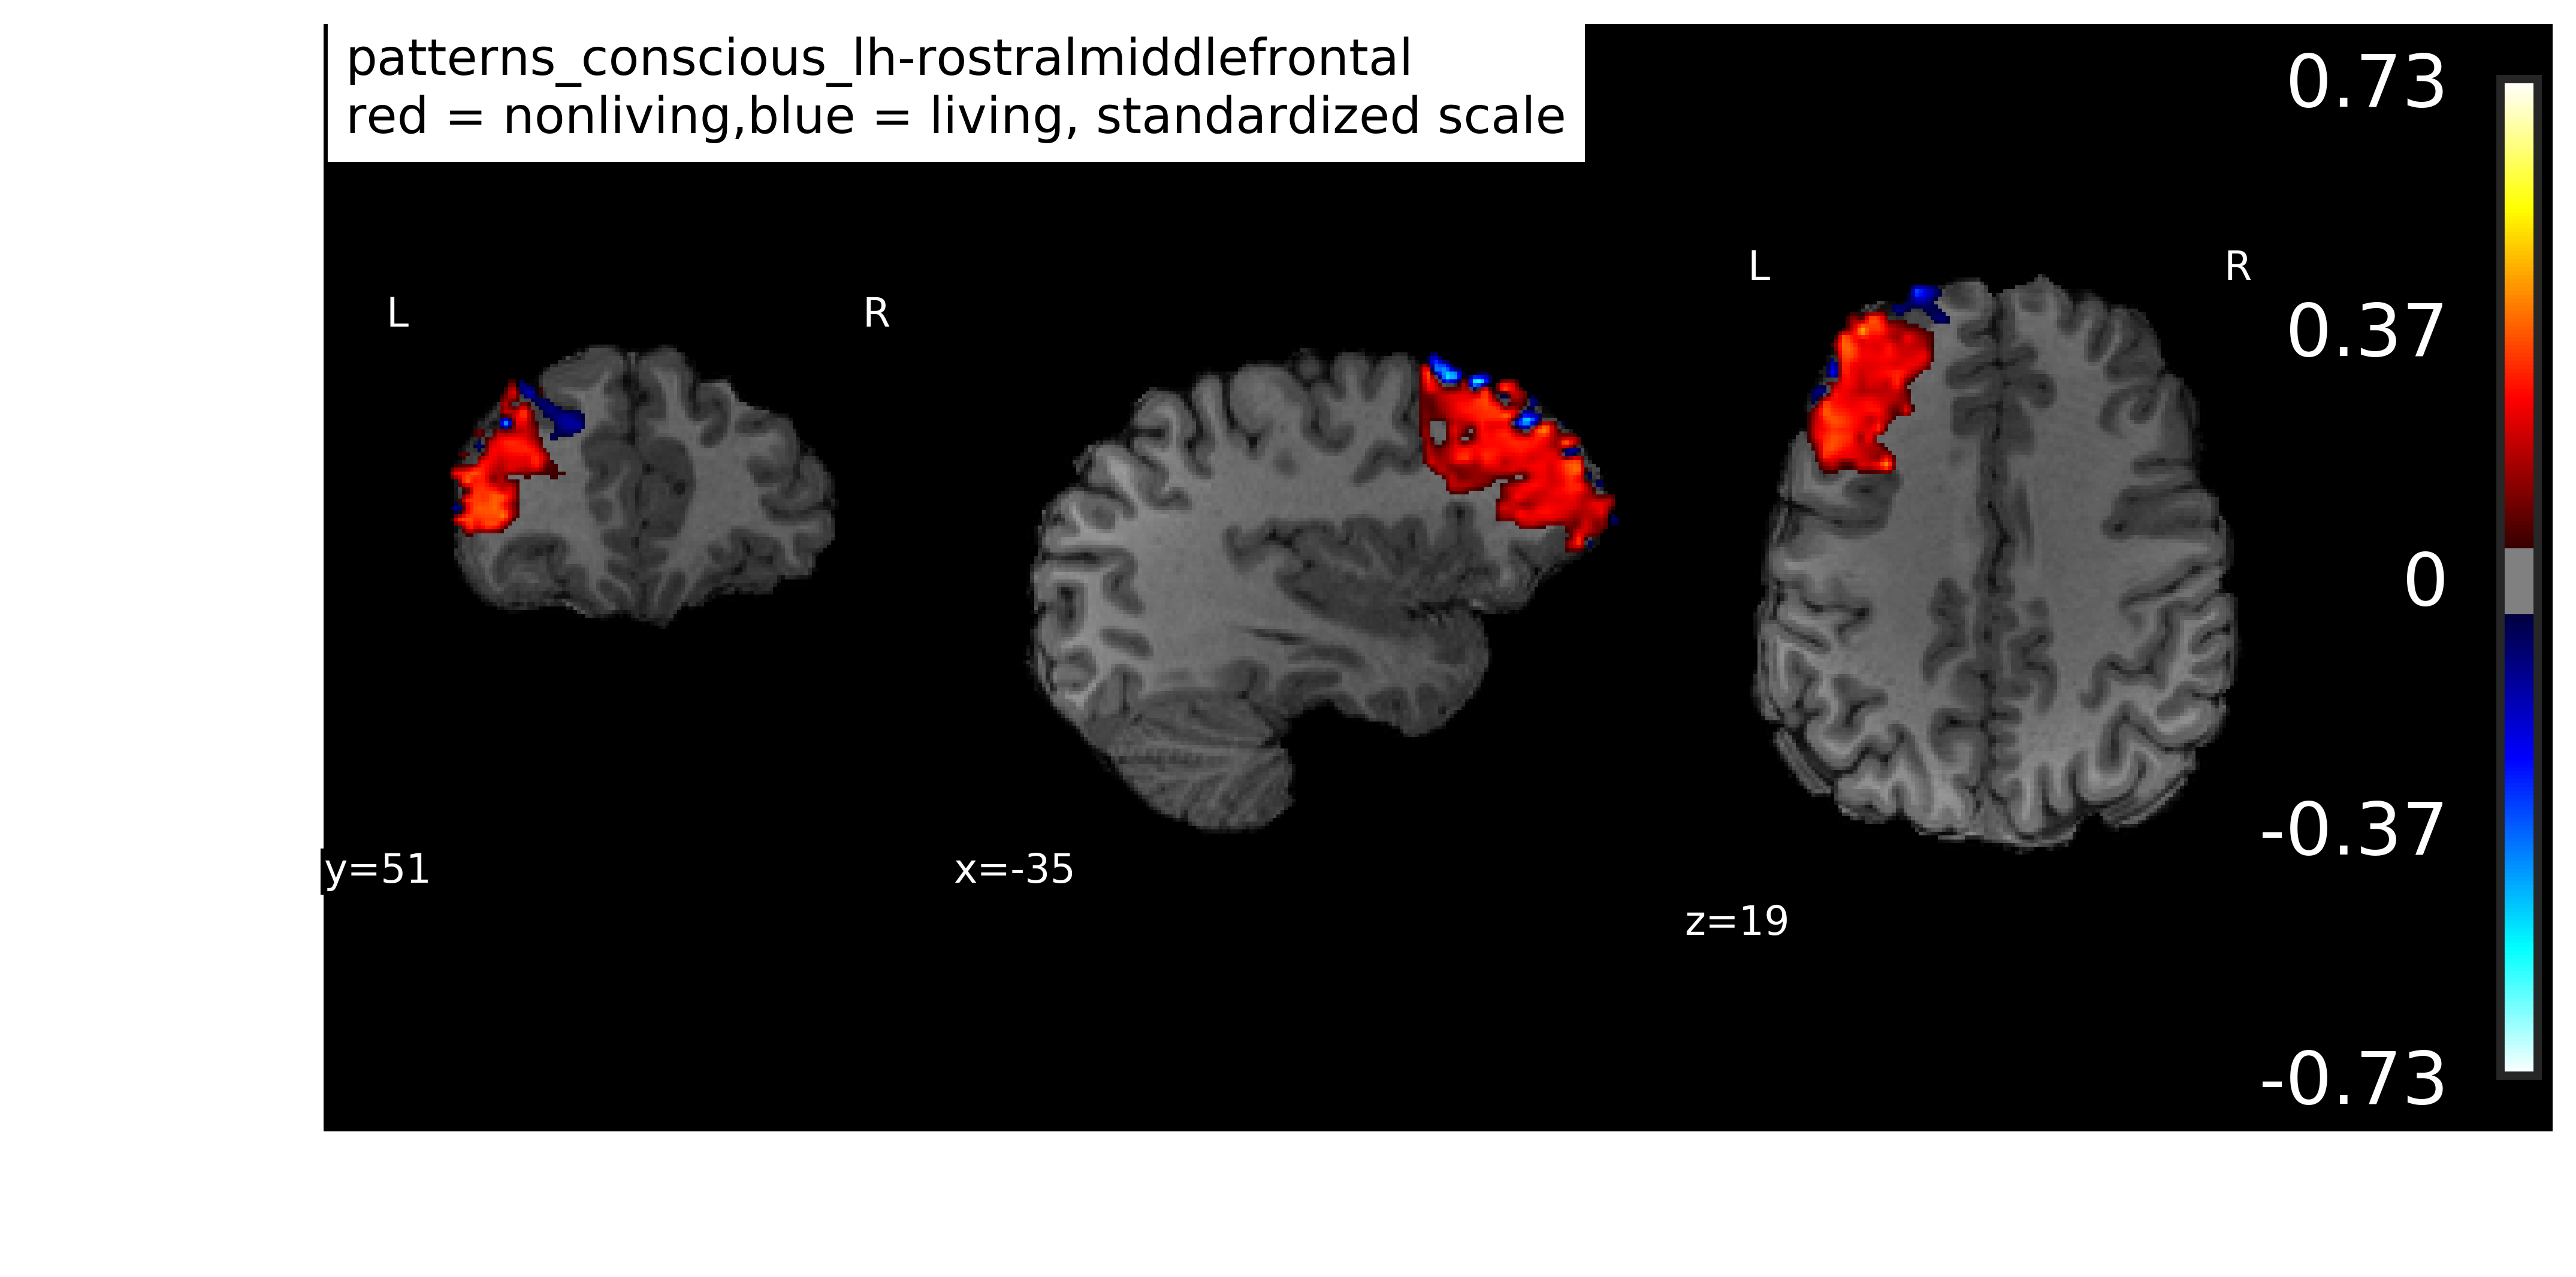 patterns_conscious_lh-rostralmiddlefrontal
red = nonliving,blue = living, standardized scale
L
R
L
R
y=51
x=-35
z=19
0.73
0.37
0
-0.37
-0.73